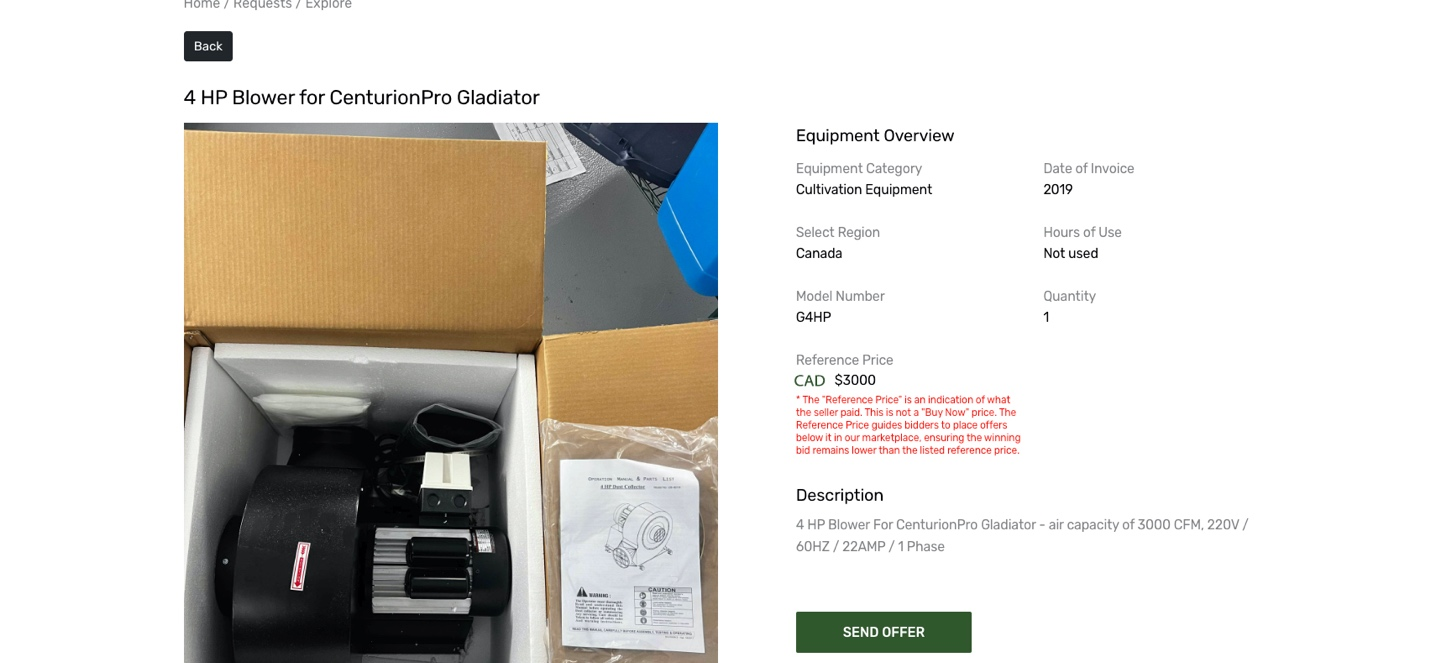 Home / Requests / Explore
Back
4 HP Blower for CenturionPro Gladiator
Equipment Overview
Equipment Category
Cultivation Equipment
Date of Invoice
2019
Select Region
Canada
Hours of Use
Not used
Model Number
G4HP
Quantity
1
Reference Price
CAD $3000
* The "Reference Price" is an indication of what
the seller paid. This is not a "Buy Now" price. The
Reference Price guides bidders to place offers
below it in our marketplace, ensuring the winning
bid remains lower than the listed reference price.
Description
4 HP Blower For CenturionPro Gladiator - air capacity of 3000 CFM, 220V /
60HZ / 22AMP / 1 Phase
SEND OFFER
OPERATION MANUAL & PARTS LIST
4 HP Dust Collector
WARNING:
CAUTION